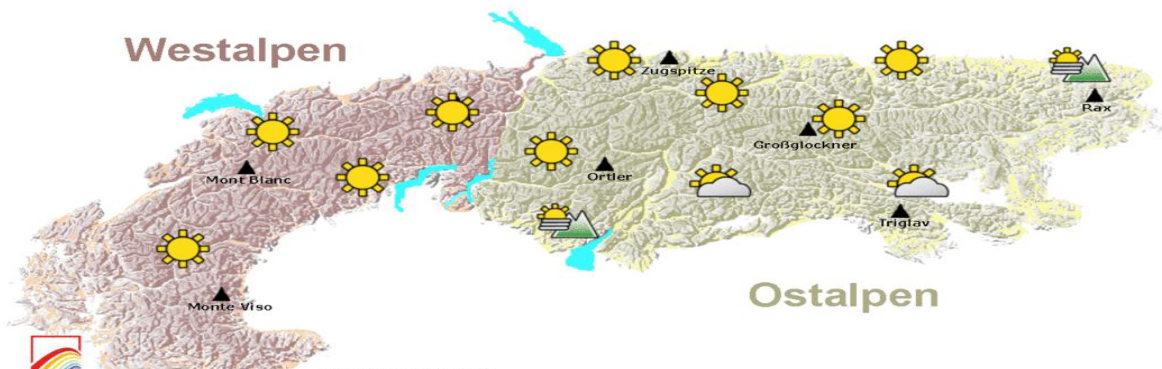 Westalpen
Zugspitze
Rax
Großglockner
Mont Blanc
Ortler
Triglav
Monte Viso
Ostalpen